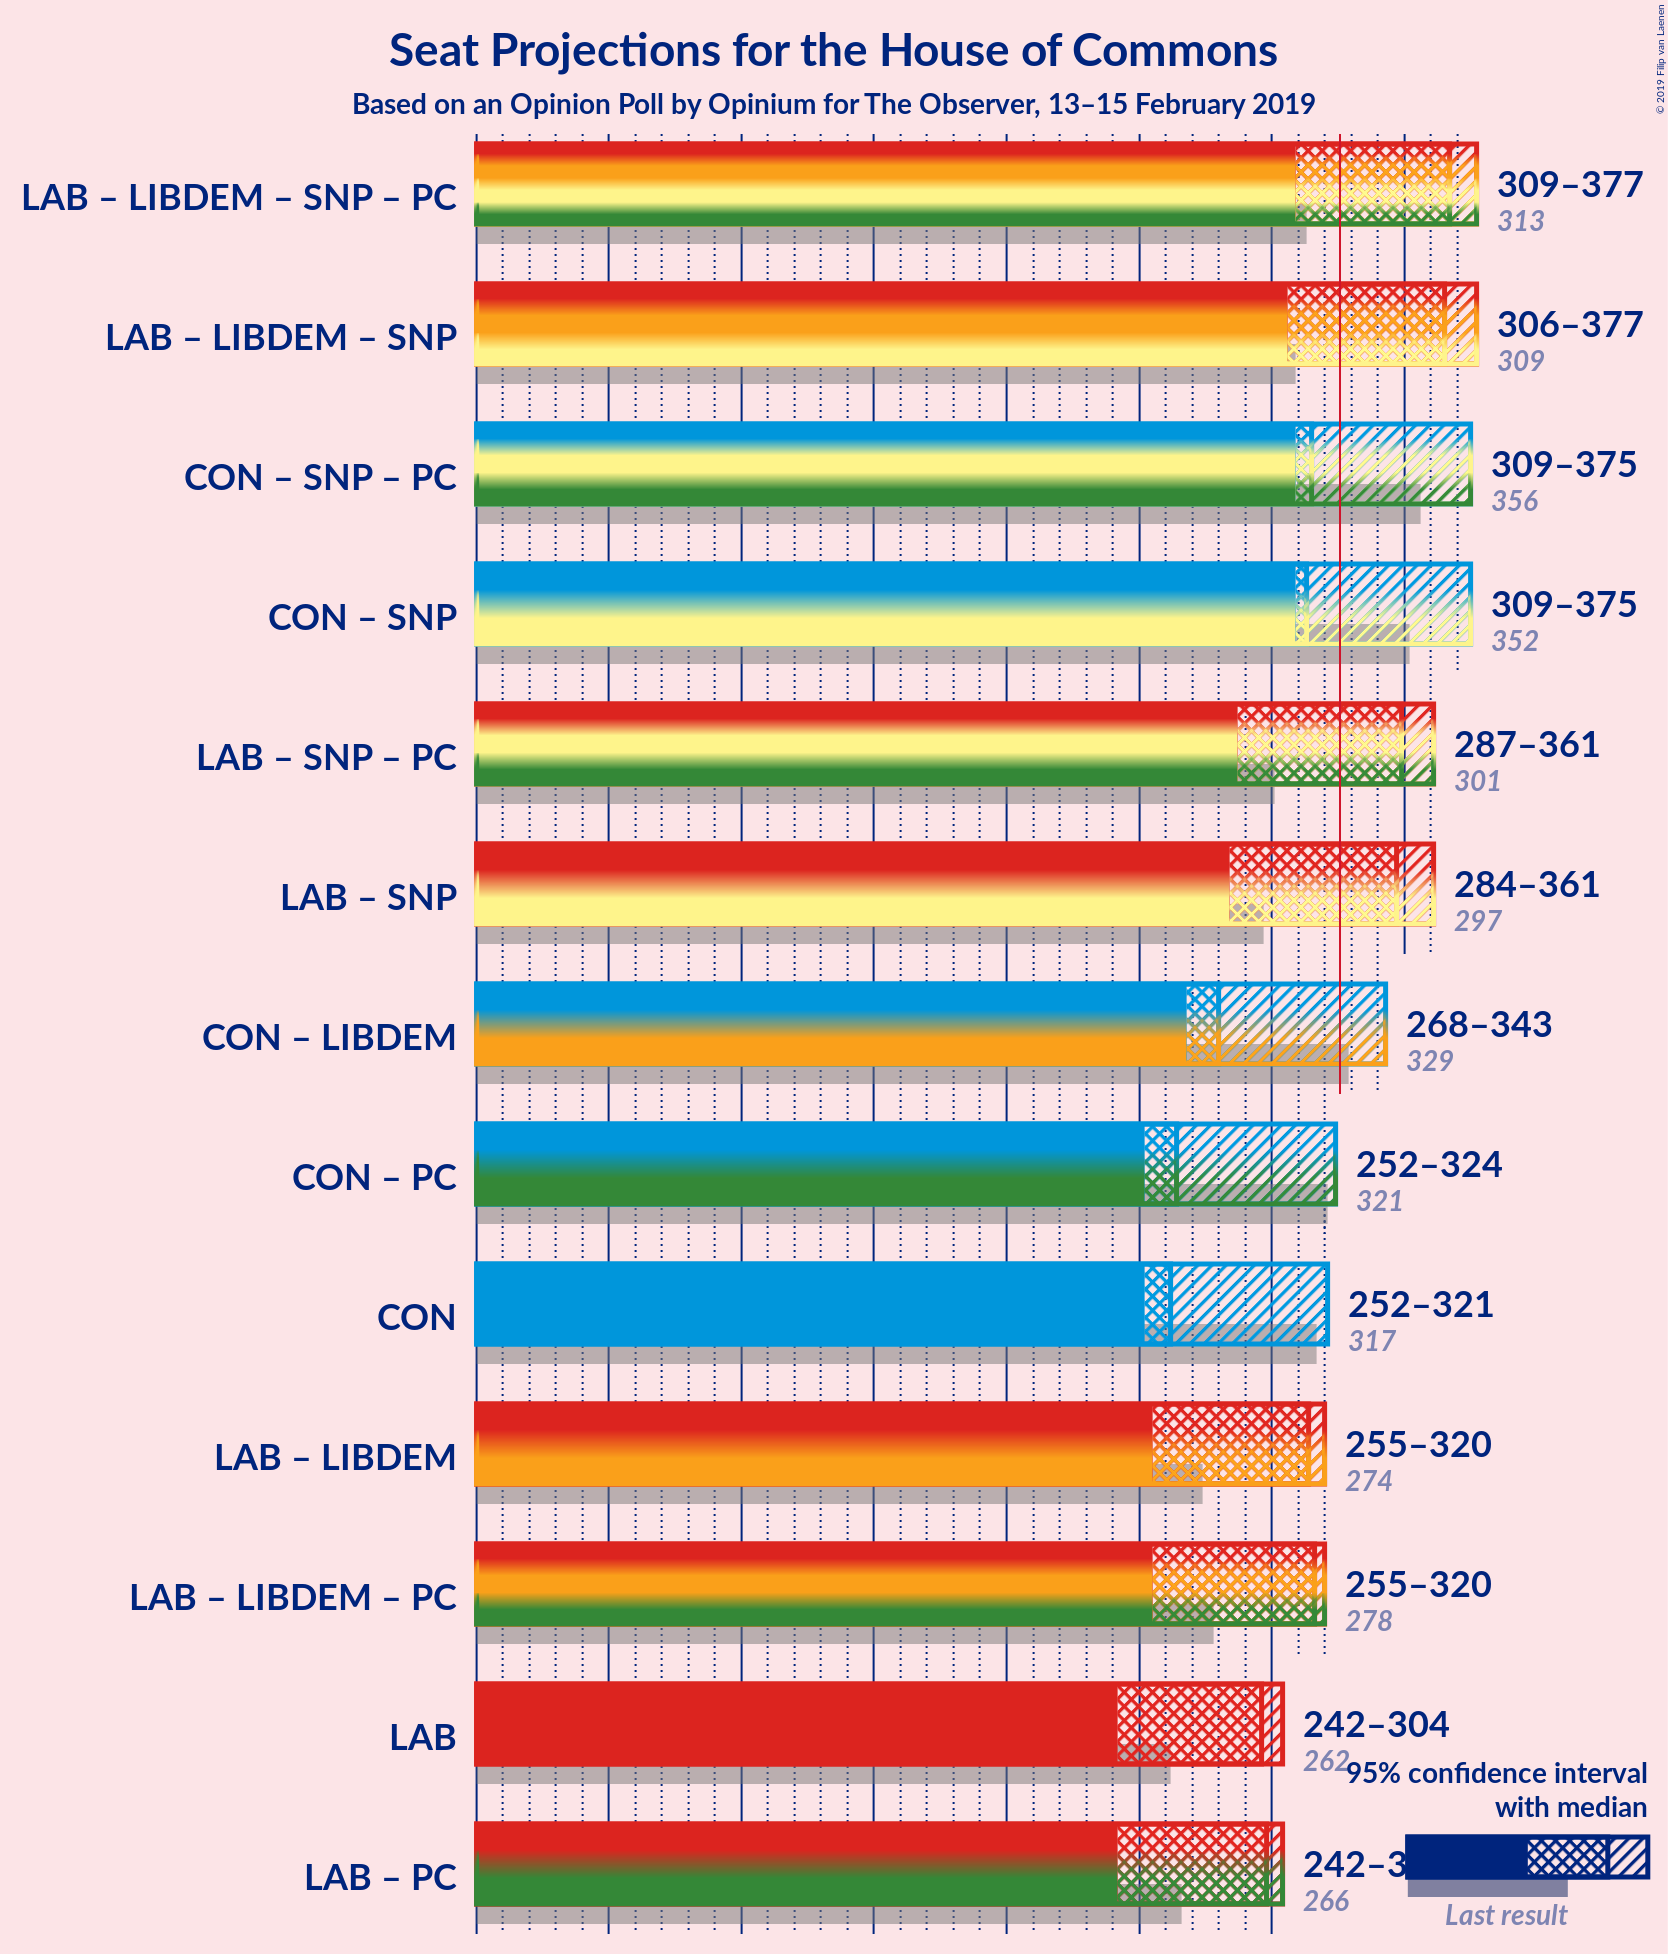 Seat Projections for the House of Commons
Based on an Opinion Poll by Opinium for The Observer, 13–15 February 2019
© 2019 Filip van Laenen
LAB – LIBDEM – SNP – PC
309–377
313
LAB – LIBDEM – SNP
306–377
309
CON – SNP – PC
309–375
356
CON – SNP
309–375
352
LAB – SNP – PC
287–361
301
LAB – SNP
284–361
297
CON – LIBDEM
268–343
329
CON – PC
252–324
321
CON
252–321
317
LAB – LIBDEM
255–320
274
LAB – LIBDEM – PC
255–320
278
LAB
242–304
262
LAB – PC
242–3
266
95% confidence interval
with median
Last result